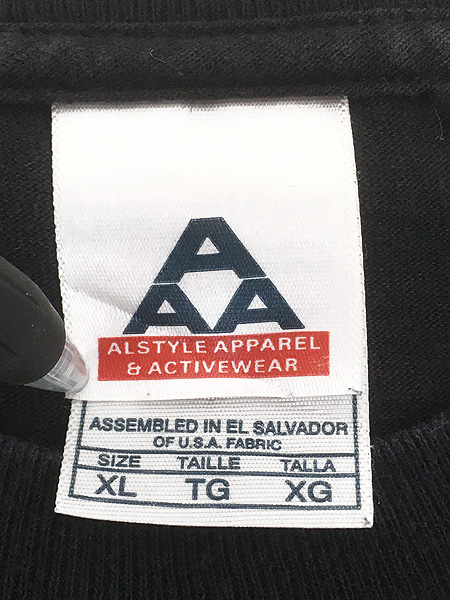 AAA
ALSTYLE APPAREL
& ACTIVEWEAR
ASSEMBLED IN EL SALVADOR
OF U.S.A. FABRIC
SIZE TAILLE TALLA
XL TG XG